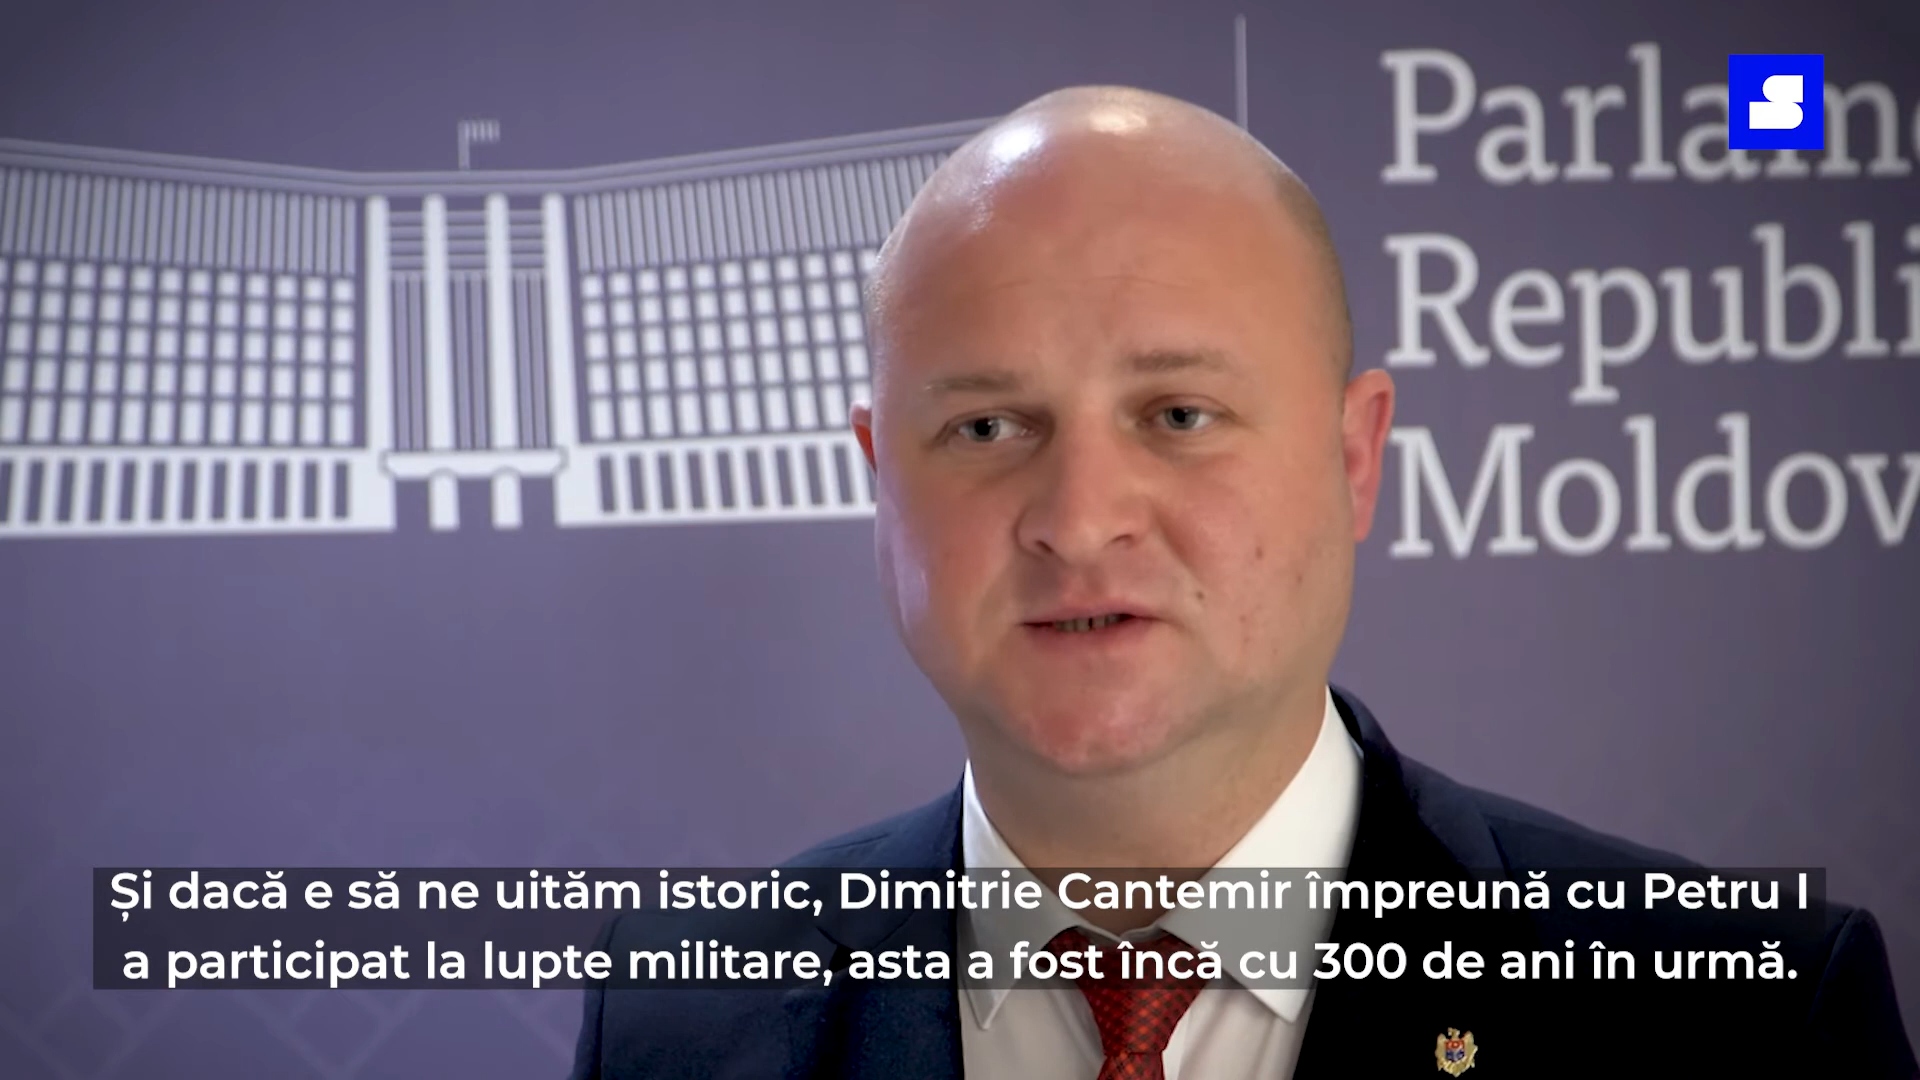 Parlame
Republi
Moldov
Și dacă e să ne uităm istoric, Dimitrie Cantemir împreună cu Petru I
a participat la lupte militare, asta a fost încă cu 300 de ani în urmă.